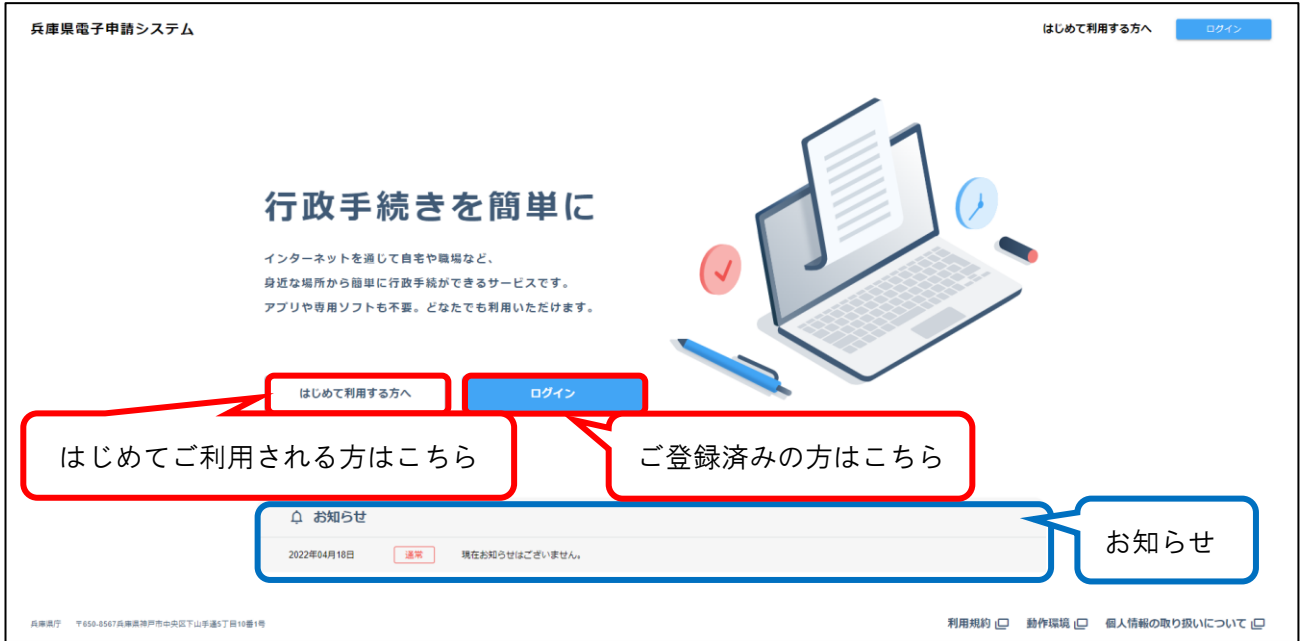 兵庫県電子申請システム
はじめて利用する方へ
ログイン
行政手続きを簡単に
インターネットを通じて自宅や職場など、
身近な場所から簡単に行政手続ができるサービスです。
アプリや専用ソフトも不要。どなたでも利用いただけます。
はじめて利用する方へ
ログイン
はじめてご利用される方はこちら
ご登録済みの方はこちら
お知らせ
2022年04月18日 通常 現在お知らせはございません。
お知らせ
兵庫県庁 〒650-8567兵庫県神戸市中央区下山手通5丁目10番1号
利用規約 動作環境 個人情報の取り扱いについて